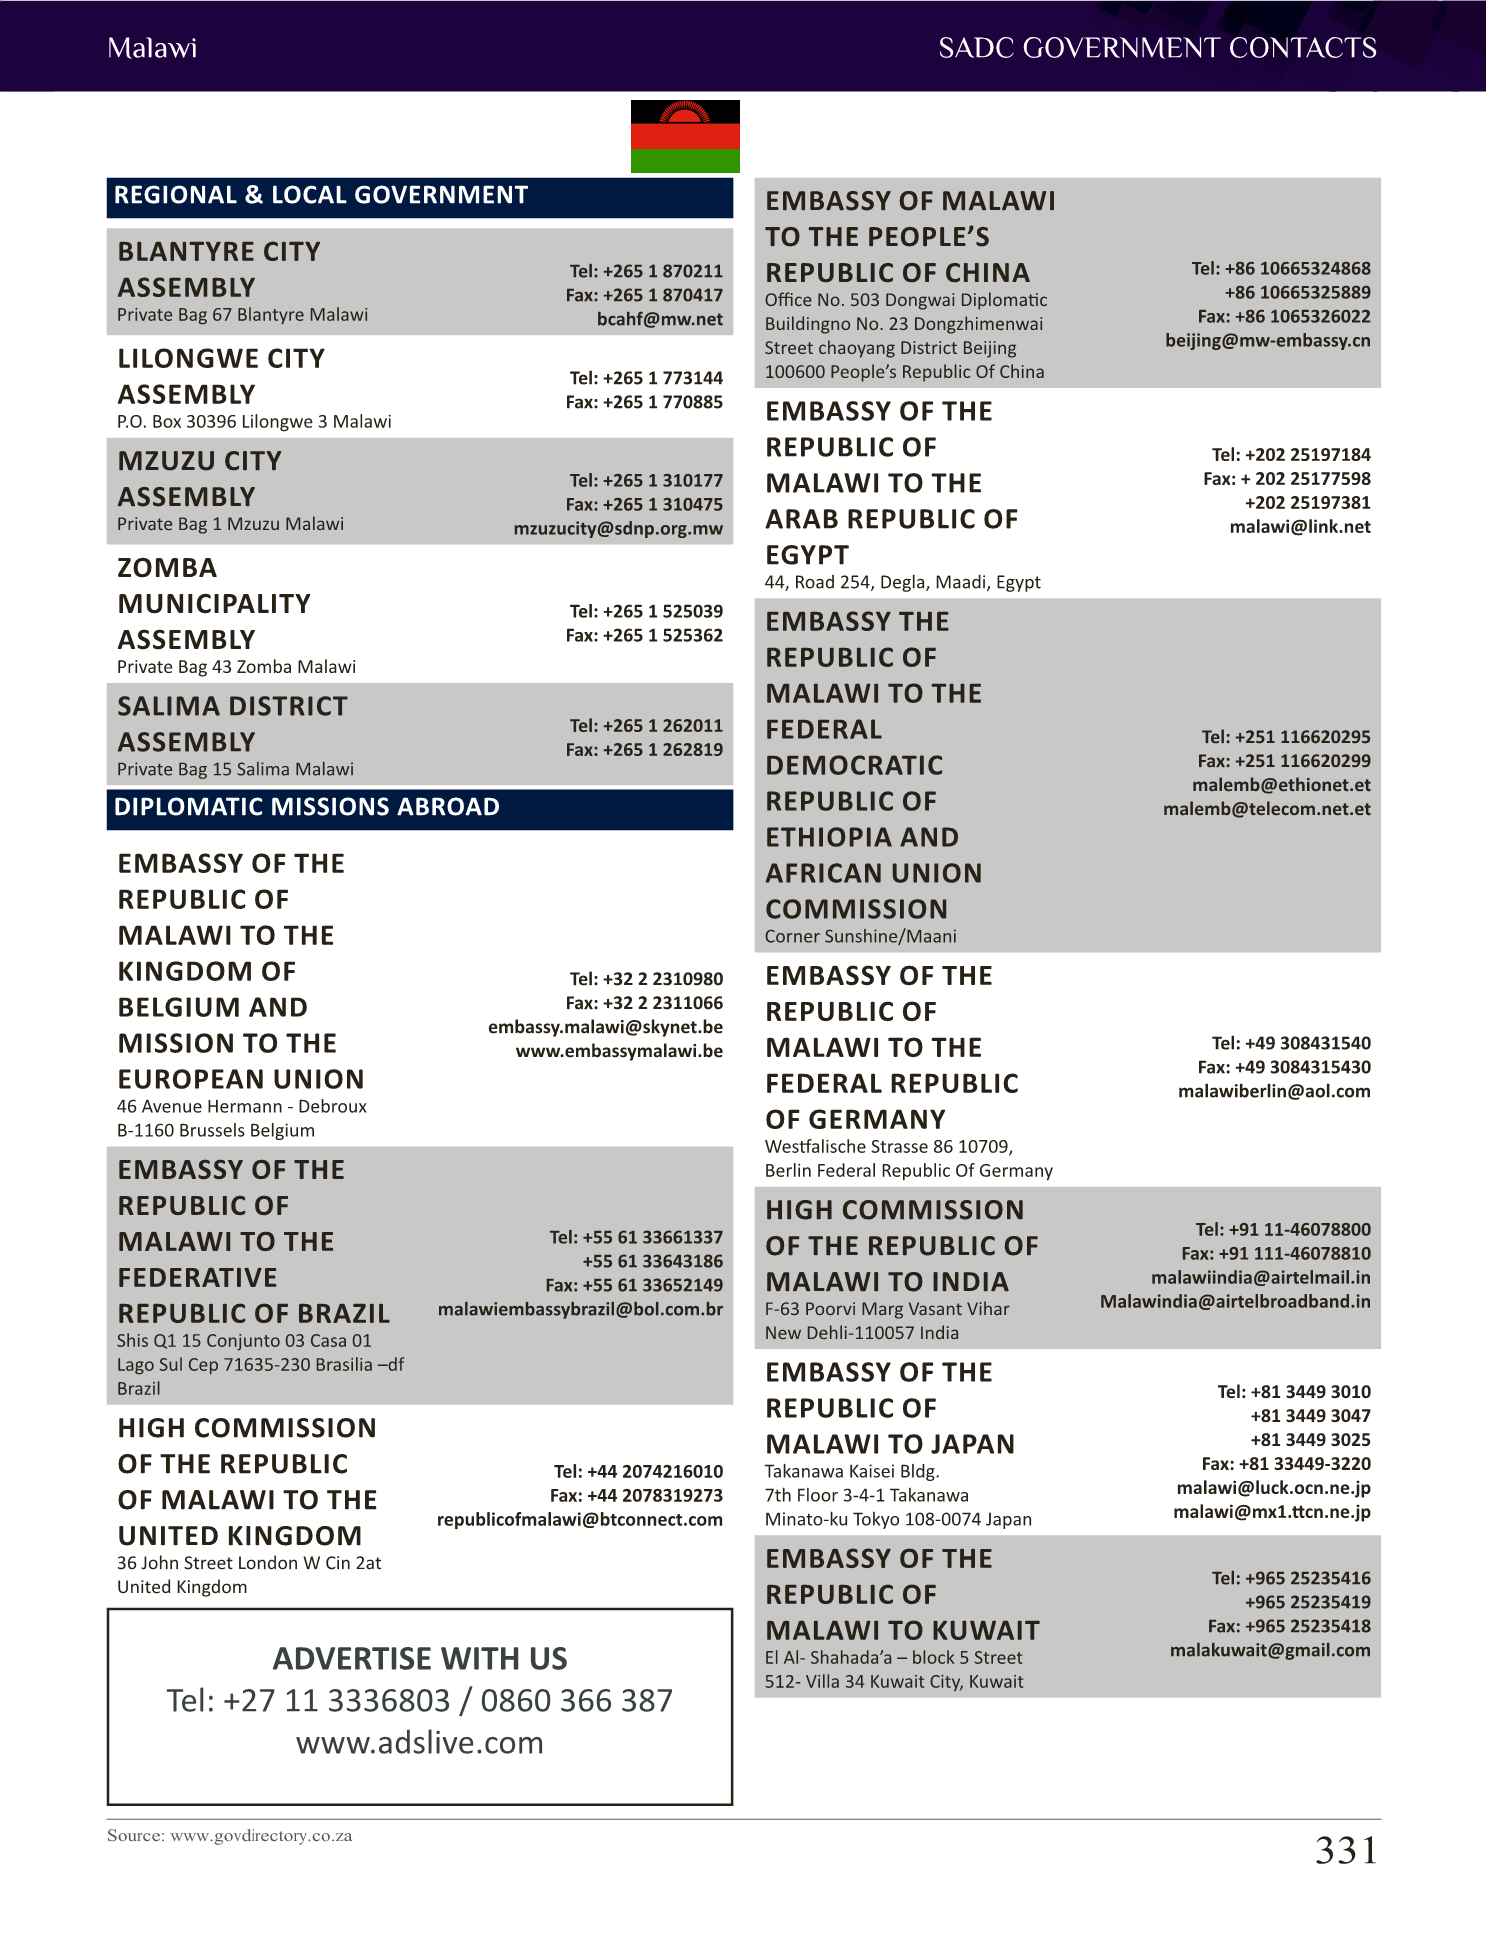 Malawi
SADC GOVERNMENT CONTACTS
REGIONAL & LOCAL GOVERNMENT
BLANTYRE CITY
ASSEMBLY
Private Bag 67 Blantyre Malawi
Tel: +265 1 870211
Fax: +265 1 870417
bcahf@mw.net
LILONGWE CITY
ASSEMBLY
P.O. Box 30396 Lilongwe 3 Malawi
Tel: +265 1 773144
Fax: +265 1 770885
MZUZU CITY
ASSEMBLY
Private Bag 1 Mzuzu Malawi
Tel: +265 1 310177
Fax: +265 1 310475
mzuzucity@sdnp.org.mw
ZOMBA
MUNICIPALITY
ASSEMBLY
Private Bag 43 Zomba Malawi
Tel: +265 1 525039
Fax: +265 1 525362
SALIMA DISTRICT
ASSEMBLY
Private Bag 15 Salima Malawi
Tel: +265 1 262011
Fax: +265 1 262819
DIPLOMATIC MISSIONS ABROAD
EMBASSY OF THE
REPUBLIC OF
MALAWI TO THE
KINGDOM OF
BELGIUM AND
MISSION TO THE
EUROPEAN UNION
46 Avenue Hermann - Debroux
B-1160 Brussels Belgium
Tel: +32 2 2310980
Fax: +32 2 2311066
embassy.malawi@skynet.be
www.embassymalawi.be
EMBASSY OF THE
REPUBLIC OF
MALAWI TO THE
FEDERATIVE
REPUBLIC OF BRAZIL
Shis Q1 15 Conjunto 03 Casa 01
Lago Sul Cep 71635-230 Brasilia –df
Brazil
Tel: +55 61 33661337
+55 61 33643186
Fax: +55 61 33652149
malawiembassybrazil@bol.com.br
HIGH COMMISSION
OF THE REPUBLIC
OF MALAWI TO THE
UNITED KINGDOM
36 John Street London W Cin 2at
United Kingdom
Tel: +44 2074216010
Fax: +44 2078319273
republicofmalawi@btconnect.com
ADVERTISE WITH US
Tel: +27 11 3336803 / 0860 366 387
www.adslive.com
EMBASSY OF MALAWI
TO THE PEOPLE’S
REPUBLIC OF CHINA
Office No. 503 Dongwai Diplomatic
Buildingno No. 23 Dongzhimenwai
Street chaoyang District Beijing
100600 People’s Republic Of China
Tel: +86 10665324868
+86 10665325889
Fax: +86 1065326022
beijing@mw-embassy.cn
EMBASSY OF THE
REPUBLIC OF
MALAWI TO THE
ARAB REPUBLIC OF
EGYPT
44, Road 254, Degla, Maadi, Egypt
Tel: +202 25197184
Fax: + 202 25177598
+202 25197381
malawi@link.net
EMBASSY THE
REPUBLIC OF
MALAWI TO THE
FEDERAL
DEMOCRATIC
REPUBLIC OF
ETHIOPIA AND
AFRICAN UNION
COMMISSION
Corner Sunshine/Maani
Tel: +251 116620295
Fax: +251 116620299
malemb@ethionet.et
malemb@telecom.net.et
EMBASSY OF THE
REPUBLIC OF
MALAWI TO THE
FEDERAL REPUBLIC
OF GERMANY
Westfalische Strasse 86 10709,
Berlin Federal Republic Of Germany
Tel: +49 308431540
Fax: +49 3084315430
malawiberlin@aol.com
HIGH COMMISSION
OF THE REPUBLIC OF
MALAWI TO INDIA
F-63 Poorvi Marg Vasant Vihar
New Dehli-110057 India
Tel: +91 11-46078800
Fax: +91 111-46078810
malawiindia@airtelmail.in
Malawindia@airtelbroadband.in
EMBASSY OF THE
REPUBLIC OF
MALAWI TO JAPAN
Takanawa Kaisei Bldg.
7th Floor 3-4-1 Takanawa
Minato-ku Tokyo 108-0074 Japan
Tel: +81 3449 3010
+81 3449 3047
+81 3449 3025
Fax: +81 33449-3220
malawi@luck.ocn.ne.jp
malawi@mx1.ttcn.ne.jp
EMBASSY OF THE
REPUBLIC OF
MALAWI TO KUWAIT
El Al- Shahada’a – block 5 Street
512- Villa 34 Kuwait City, Kuwait
Tel: +965 25235416
+965 25235419
Fax: +965 25235418
malakuwait@gmail.com
Source: www.govdirectory.co.za
331